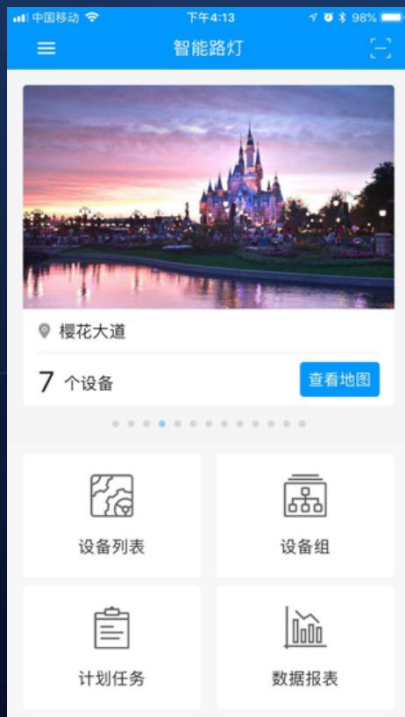 中国移动 下午4:13 98%
智能路灯
樱花大道
7 个设备 查看地图
设备列表 设备组
计划任务 数据报表